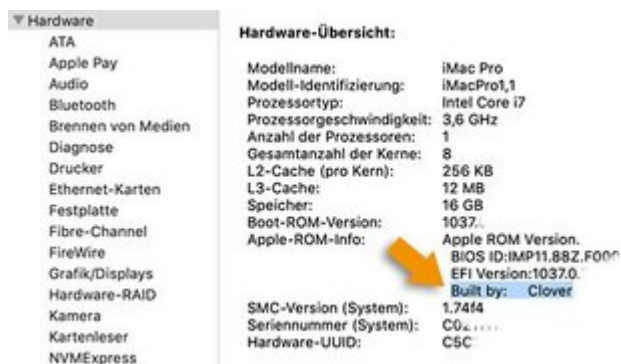 Hardware
ATA
Apple Pay
Audio
Bluetooth
Brennen von Medien
Diagnose
Drucker
Ethernet-Karten
Festplatte
Fibre-Channel
FireWire
Grafik/Displays
Hardware-RAID
Kamera
Kartenleser
NVMExpress
Hardware-Übersicht:
Modellname: iMac Pro
Modell-Identifizierung: iMacPro1,1
Prozessortyp: Intel Core i7
Prozessorgeschwindigkeit: 3,6 GHz
Anzahl der Prozessoren: 1
Gesamtanzahl der Kerne: 8
L2-Cache (pro Kern): 256 KB
L3-Cache: 12 MB
Speicher: 16 GB
Boot-ROM-Version: 1037.
Apple-ROM-Info: Apple ROM Version.
BIOS ID:IMP11.88Z.F000
EFI Version:1037.0.
Built by: Clover
SMC-Version (System): 1.74f4
Seriennummer (System): C02
Hardware-UUID: C5C